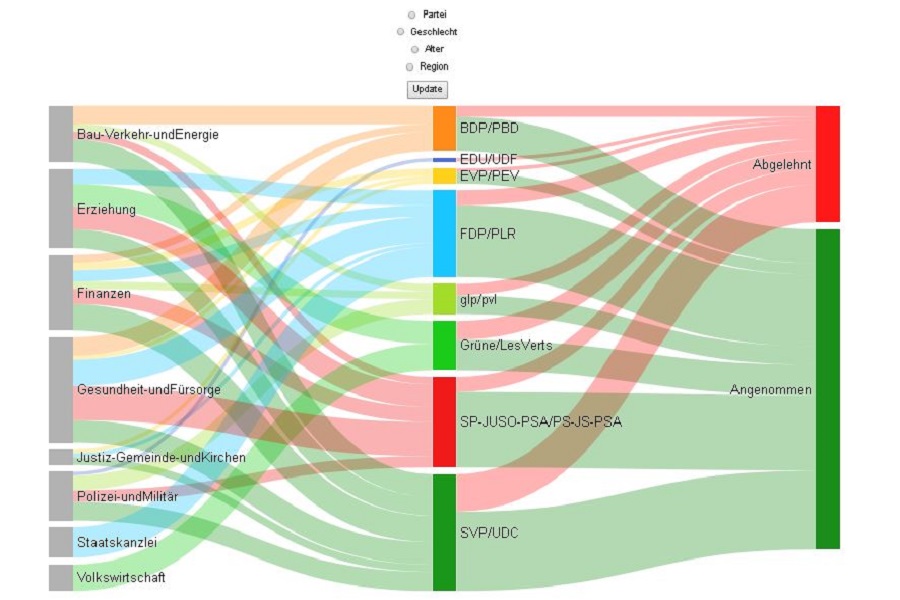 Partei
Geschlecht
Alter
Region
Update
Bau-Verkehr-undEnergie
Erziehung
Finanzen
Gesundheit-undFürsorge
Justiz-Gemeinde-undKirchen
Polizei-undMilitär
Staatskanzlei
Volkswirtschaft
BDP/PBD
EDU/UDF
EVP/PEV
FDP/PLR
glp/pvl
Grüne/LesVerts
SP-JUSO-PSA/PS-JS-PSA
SVP/UDC
Abgelehnt
Angenommen